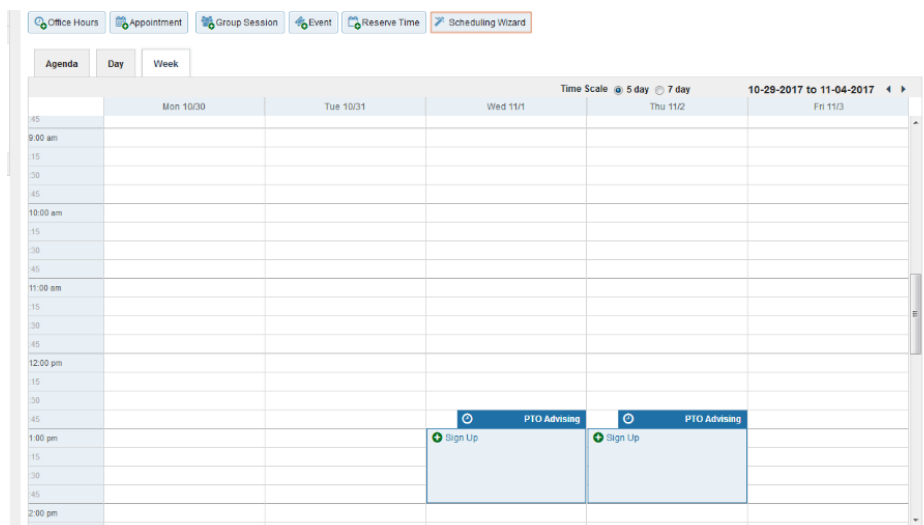 Office Hours Appointment Group Session Event Reserve Time Scheduling Wizard
Agenda Day Week
Time Scale 5 day 7 day 10-29-2017 to 11-04-2017
Mon 10/30 Tue 10/31 Wed 11/1 Thu 11/2 Fri 11/3
:45
9:00 am
:15
:30
:45
10:00 am
:15
:30
:45
11:00 am
:15
:30
:45
12:00 pm
:15
:30
:45 PTO Advising PTO Advising
1:00 pm Sign Up Sign Up
:15
:30
:45
2:00 pm